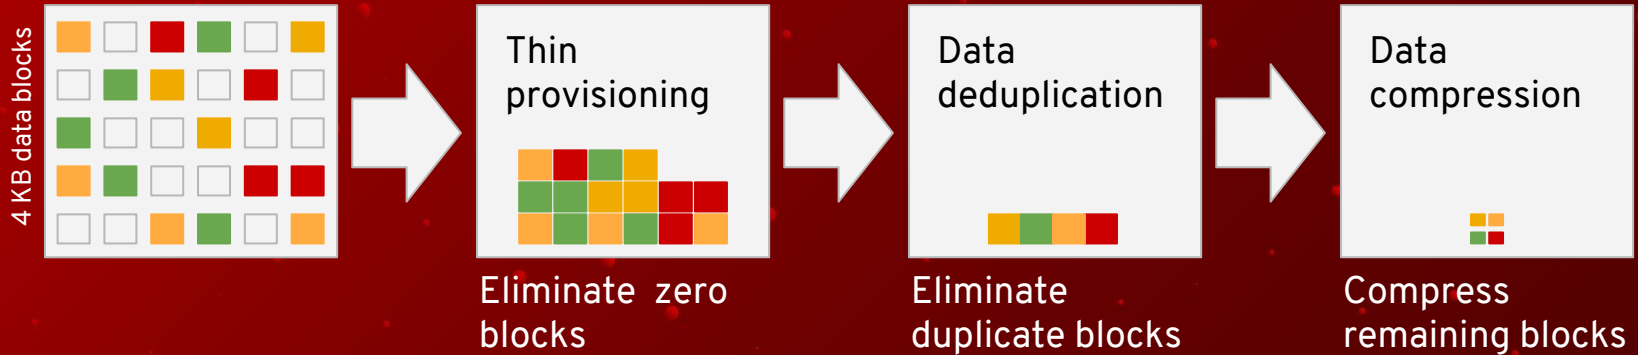 4 KB data blocks
Thin
provisioning
Eliminate zero
blocks
Data
deduplication
Eliminate
duplicate blocks
Data
compression
Compress
remaining blocks